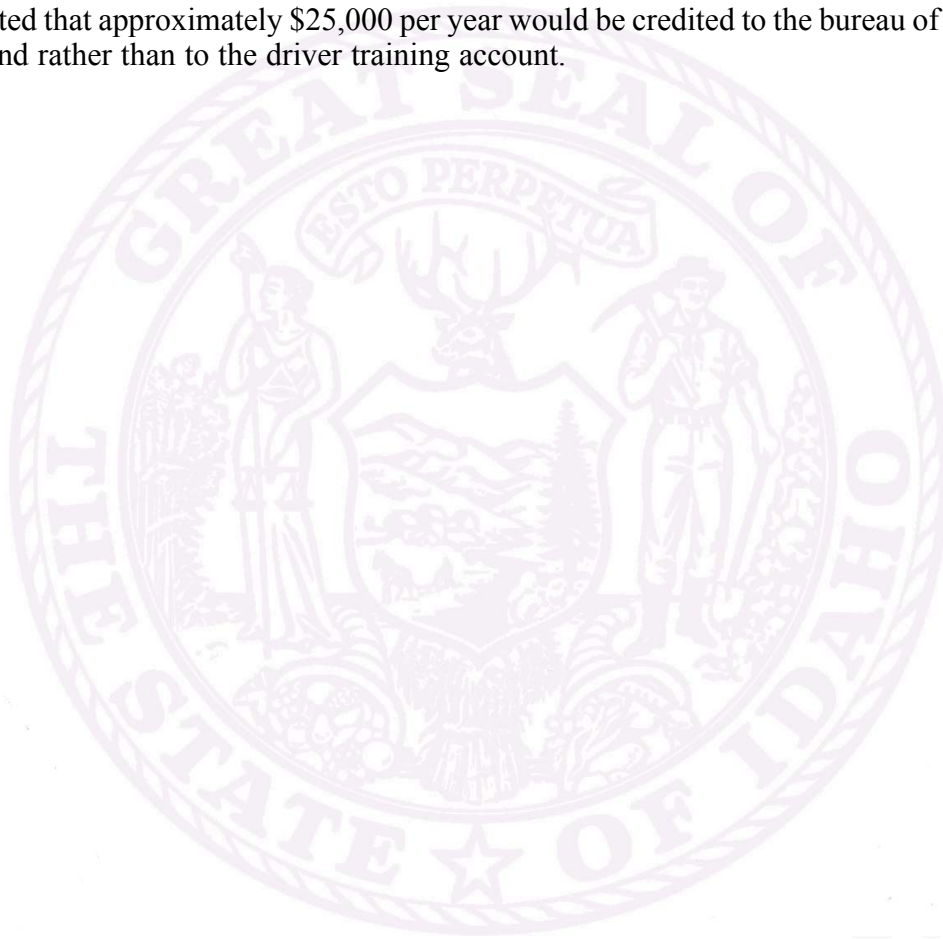 ted that approximately $25,000 per year would be credited to the bureau of
nd rather than to the driver training account.
GREAT SEAL OF
ESTO PERPETUA
THE STATE OF IDAHO